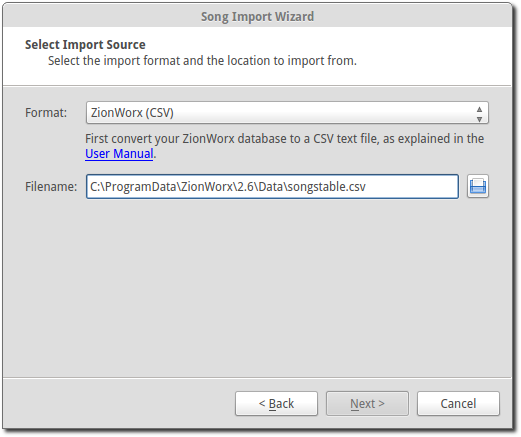 Song Import Wizard
Select Import Source
Select the import format and the location to import from.
Format:
ZionWorx (CSV)
First convert your ZionWorx database to a CSV text file, as explained in the
User Manual.
Filename:
C:\ProgramData\ZionWorx\2.6\Data\songstable.csv
< Back
Next >
Cancel